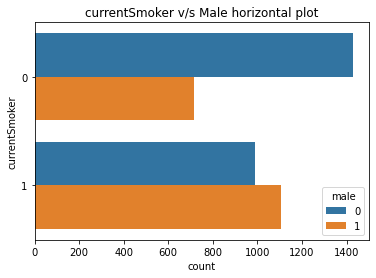 currentSmoker v/s Male horizontal plot
currentSmoker
0
1
male
0
1
0 200 400 600 800 1000 1200 1400
count